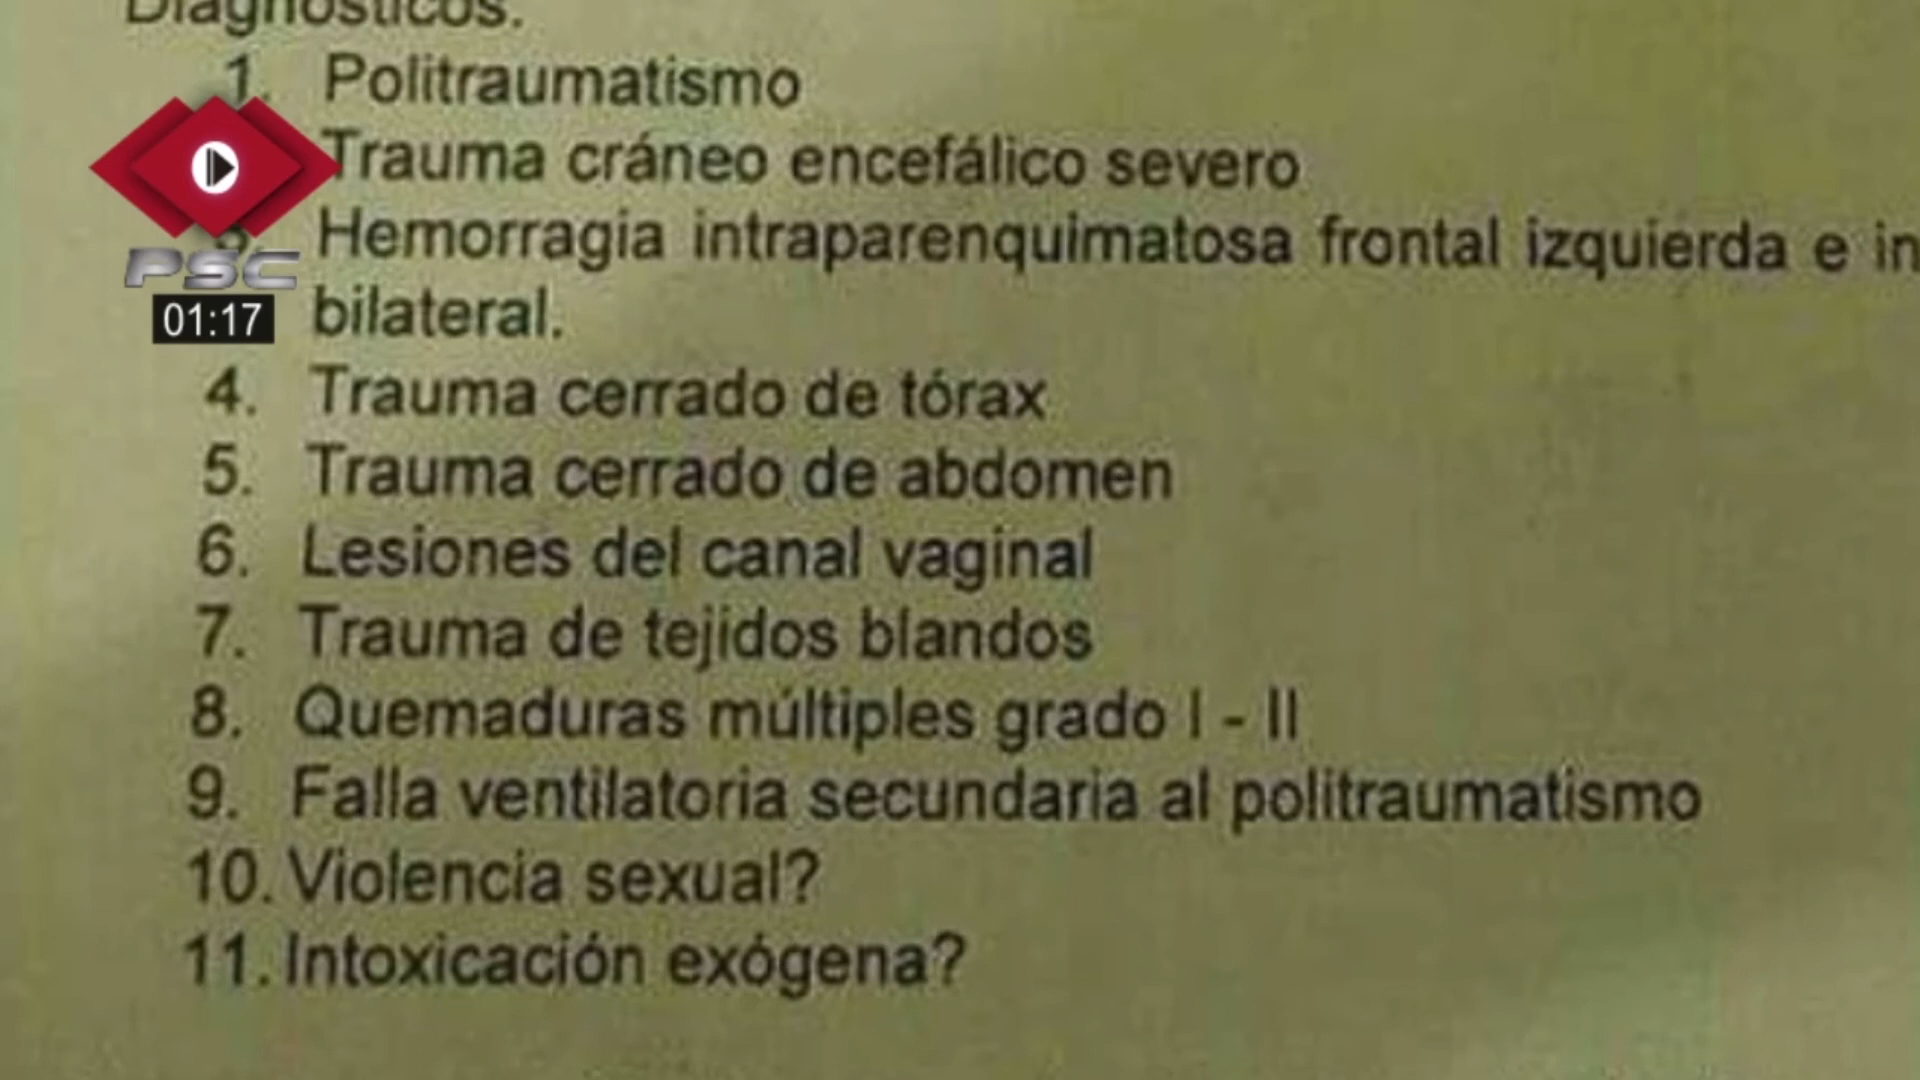 Diagnósticos.
1. Politraumatismo
Trauma cráneo encefálico severo
3. Hemorragia intraparenquimatosa frontal izquierda e
bilateral.
4. Trauma cerrado de tórax
5. Trauma cerrado de abdomen
6. Lesiones del canal vaginal
7. Trauma de tejidos blandos
8. Quemaduras múltiples grado I - II
9. Falla ventilatoria secundaria al politraumatismo
10. Violencia sexual?
11. Intoxicación exógena?
PSC
01:17